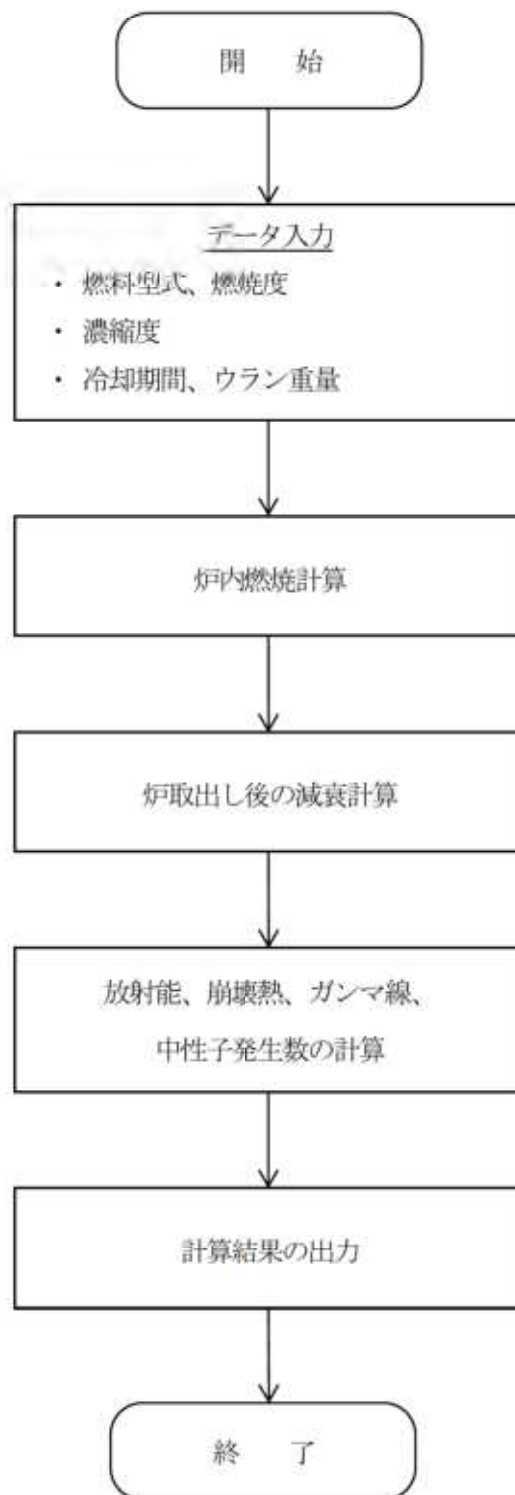 開　始
データ入力
・ 燃料型式、燃焼度
・ 濃縮度
・ 冷却期間、ウラン重量
炉内燃焼計算
炉取出し後の減衰計算
放射能、崩壊熱、ガンマ線、
中性子発生数の計算
計算結果の出力
終　了